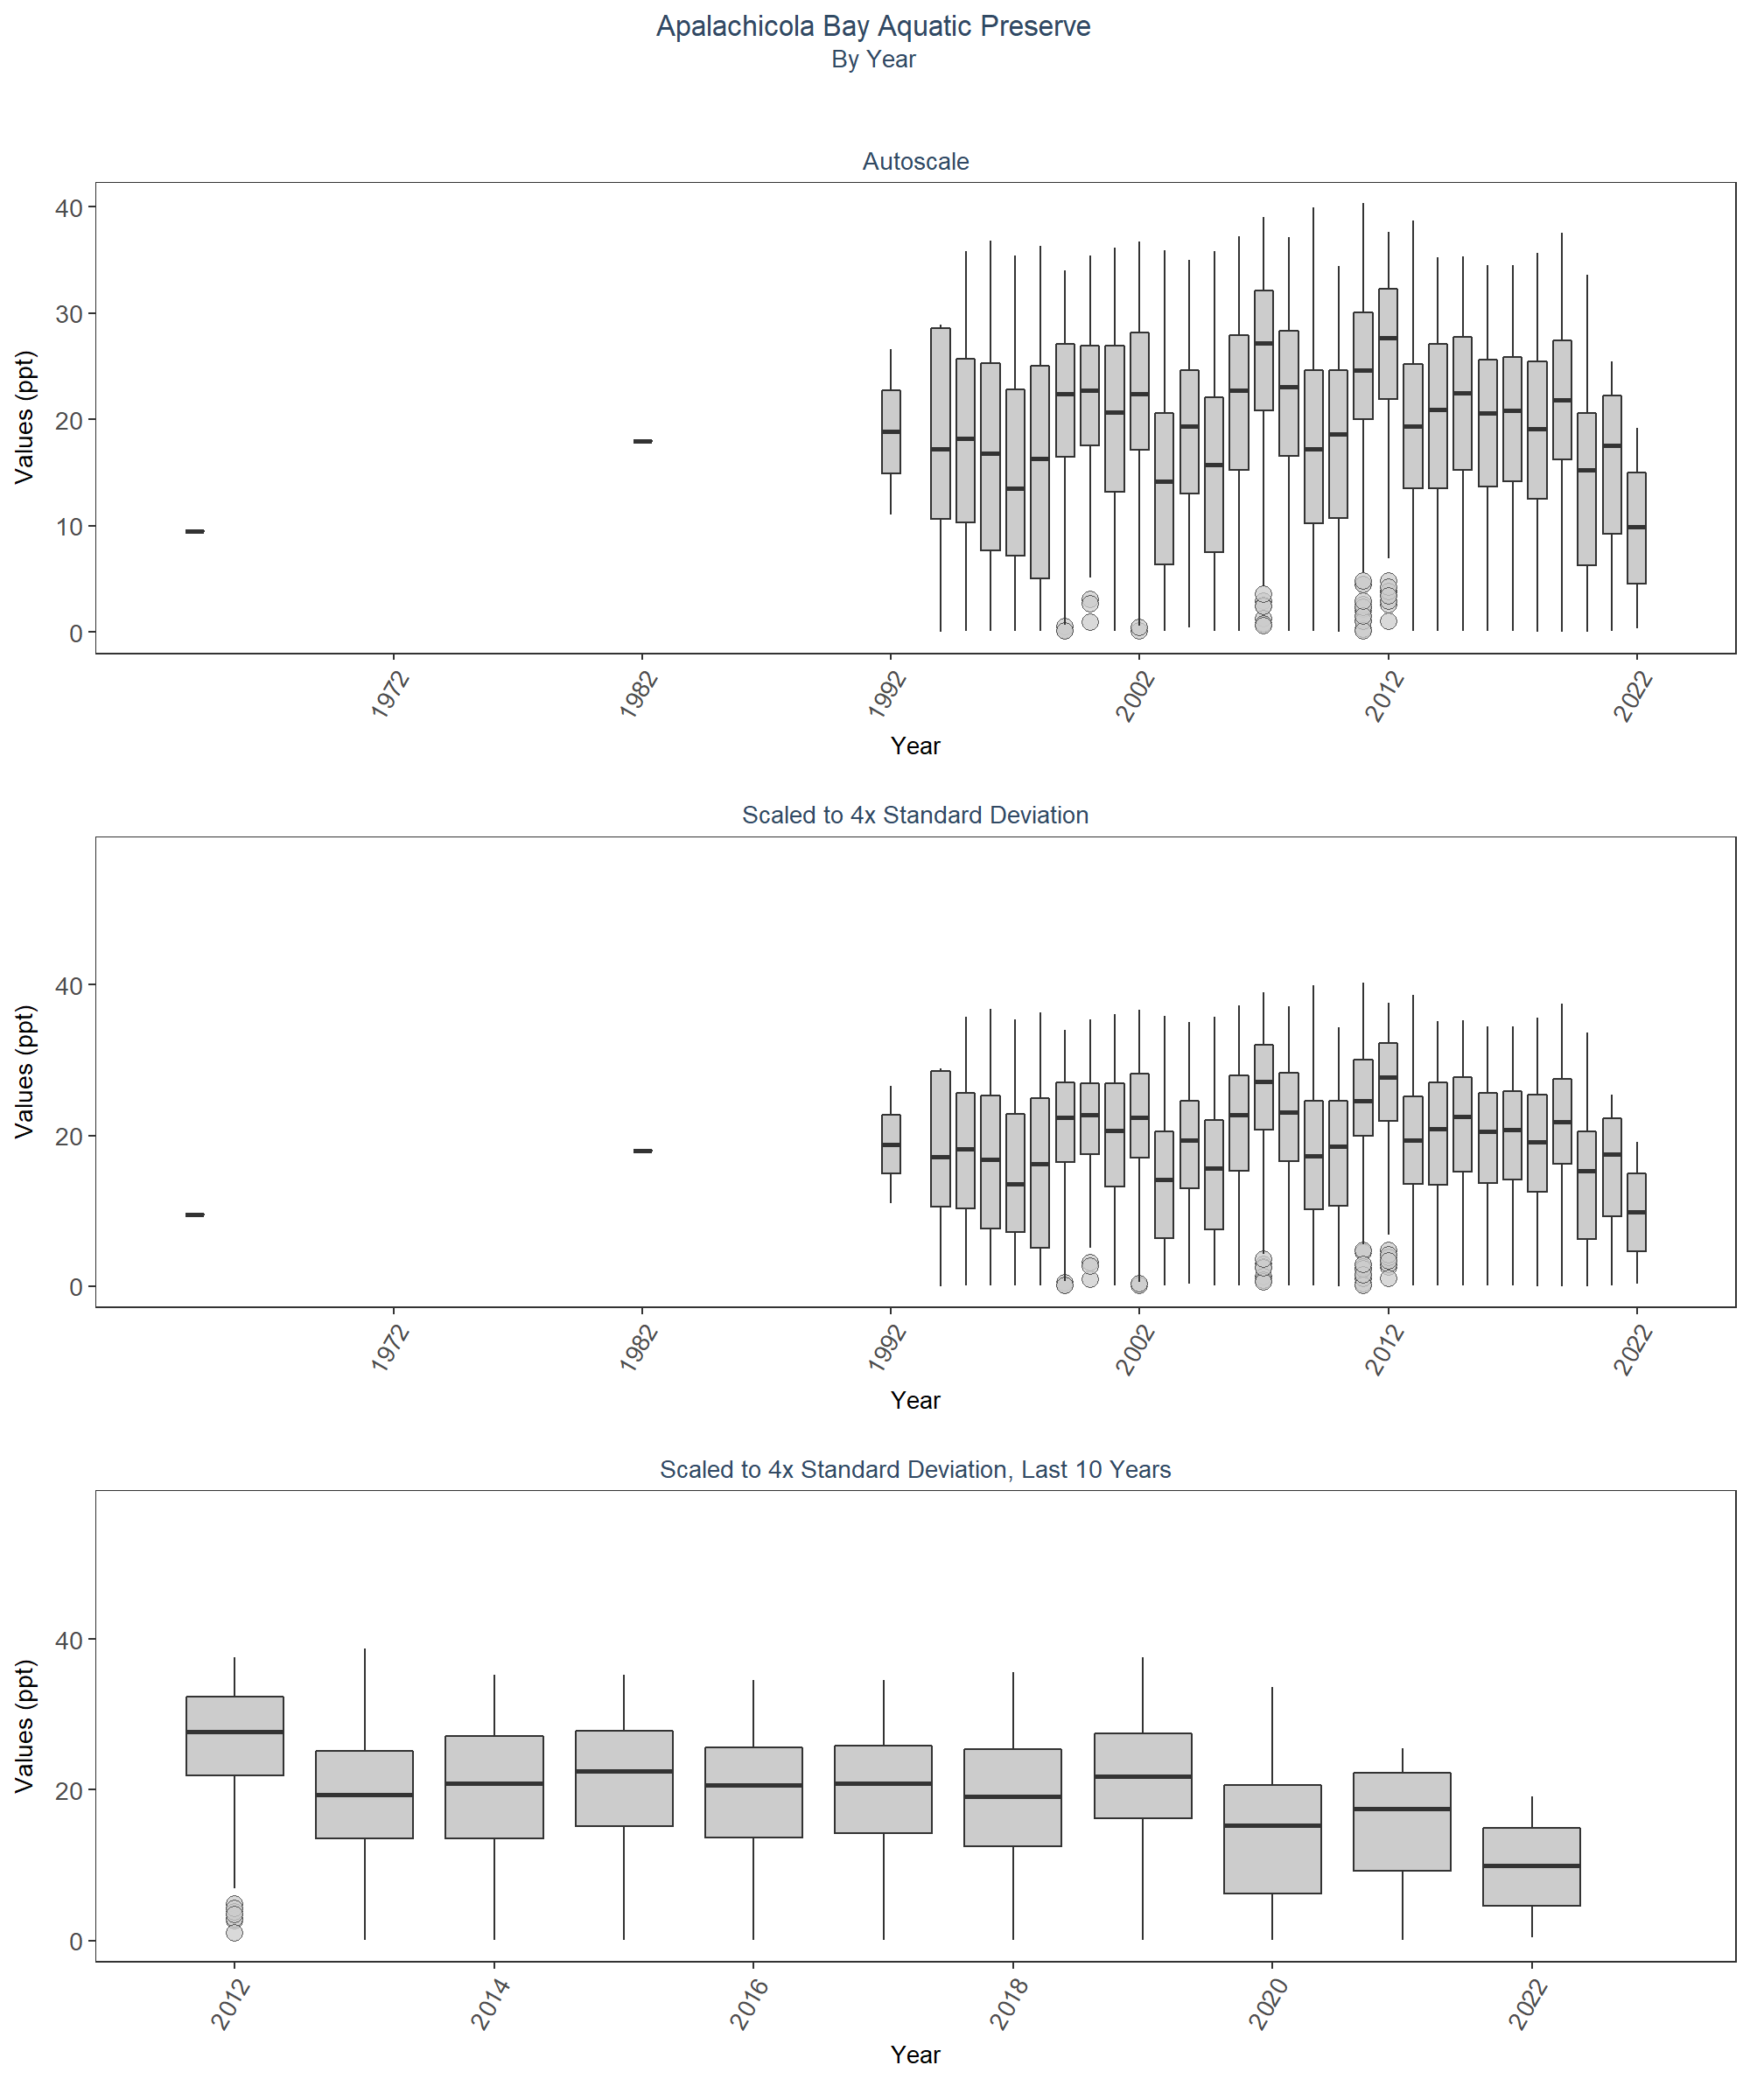 Apalachicola Bay Aquatic Preserve
By Year
Autoscale
Values (ppt)
40
30
20
10
0
1972 1982 1992 2002 2012 2022
Year
Scaled to 4x Standard Deviation
Values (ppt)
40
20
0
1972 1982 1992 2002 2012 2022
Year
Scaled to 4x Standard Deviation, Last 10 Years
Values (ppt)
40
20
0
2012 2014 2016 2018 2020 2022
Year